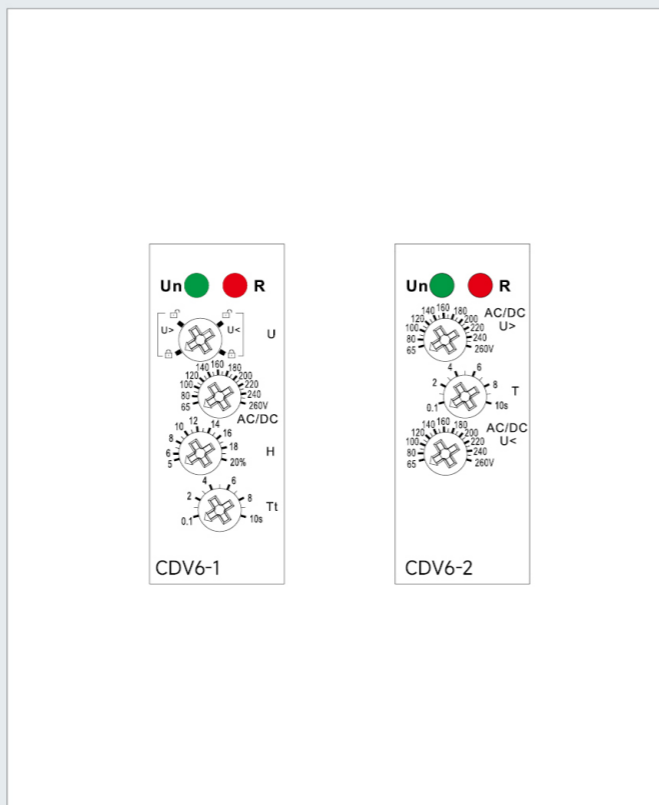 Un R
U> U< U
65 80 100 120 140 160 180 200 220 240 260V
AC/DC
5 6 8 10 12 14 16 18 20%
H
0.1 2 4 6 8 10s
Tt
CDV6-1
Un R
65 80 100 120 140 160 180 200 220 240 260V
AC/DC
U>
0.1 2 4 6 8 10s
T
65 80 100 120 140 160 180 200 220 240 260V
AC/DC
U<
CDV6-2